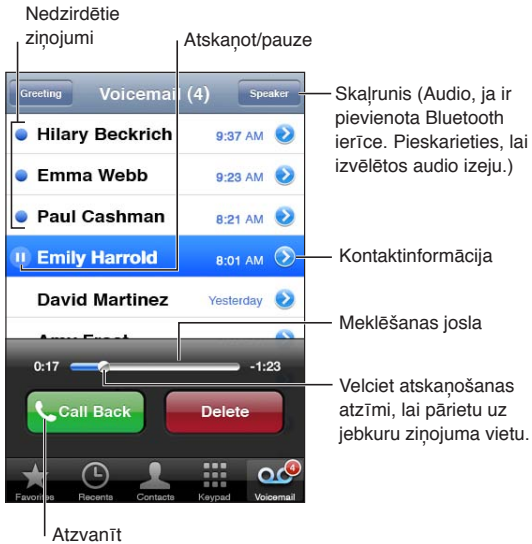 Nedzirdētie
ziņojumi
Atskaņot/pauze
Greeting
Voicemail (4)
Speaker
Skaļrunis (Audio, ja ir
pievienota Bluetooth
ierīce. Pieskarieties, lai
izvēlētos audio izeju.)
Hilary Beckrich 9:37 AM
Emma Webb 9:23 AM
Paul Cashman 8:21 AM
Emily Harrold 8:01 AM
Kontaktinformācija
David Martinez Yesterday
Amy Frost
Meklēšanas josla
0:17
-1:23
Velciet atskaņošanas
atzīmi, lai pārietu uz
jebkuru ziņojuma vietu.
Call Back
Delete
4
Favorites
Recents
Contacts
Keypad
Voicemail
Atzvanīt